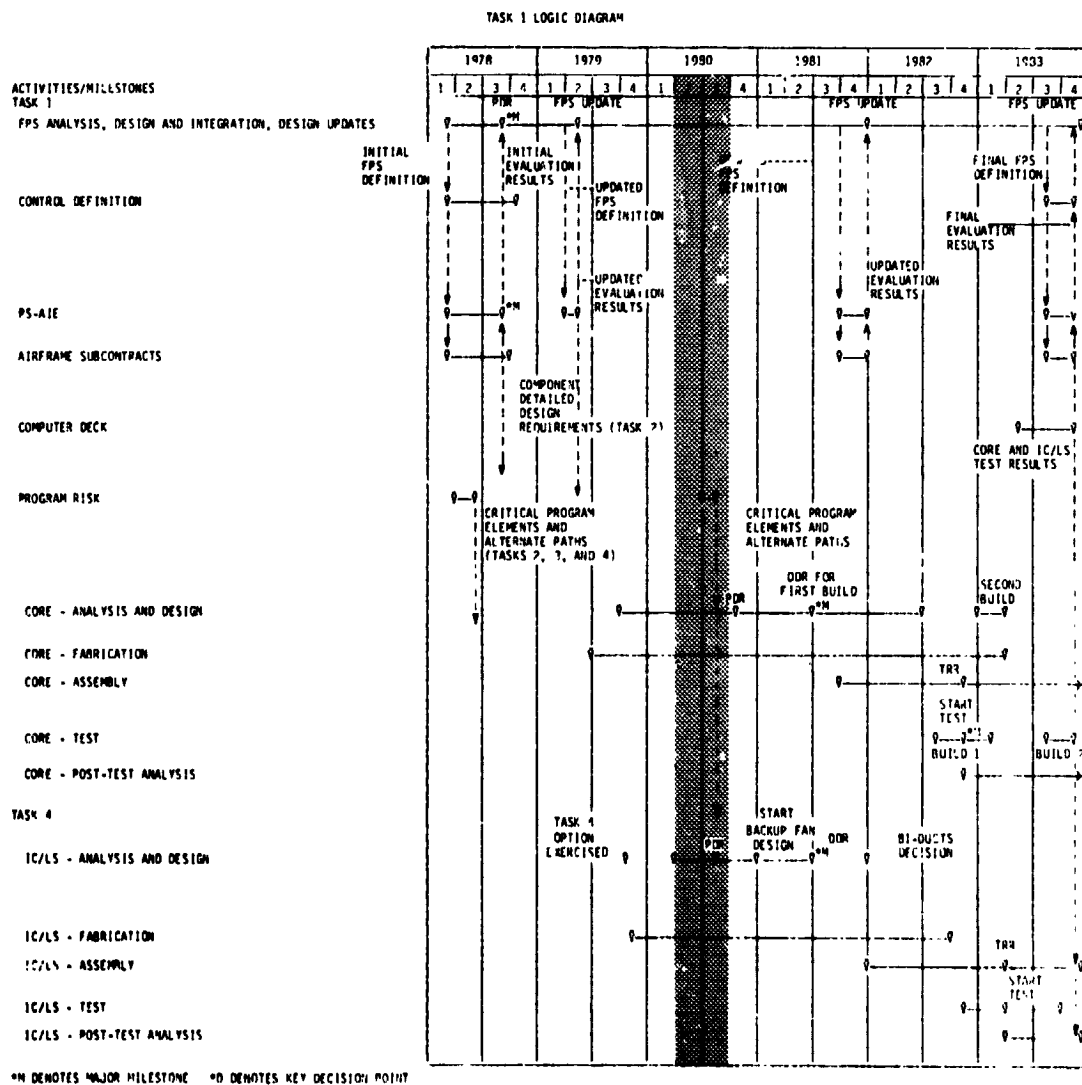 TASK 1 LOGIC DIAGRAM
1978 1979 1980 1981 1982 1933
ACTIVITIES/MILESTONES
1 2 3 4 1 2 3 4 1 4 1 2 3 4 1 2 3 4 1 2 3 4
TASK 1
PDR FPS UPDATE FPS UPDATE FPS UPDATE
FPS ANALYSIS, DESIGN AND INTEGRATION, DESIGN UPDATES
*M
INITIAL
FPS
DEFINITION
INITIAL
EVALUATION
RESULTS
UPDATED
FPS
DEFINITION
DEFINITION
FINAL FPS
DEFINITION
CONTROL DEFINITION
FINAL
EVALUATION
RESULTS
UPDATED
EVALUATION
RESULTS
UPDATED
EVALUATION
RESULTS
PS-AIE
*M
AIRFRAME SUBCONTRACTS
COMPONENT
DETAILED
DESIGN
REQUIREMENTS (TASK 2)
COMPUTER DECK
CORE AND IC/LS
TEST RESULTS
PROGRAM RISK
CRITICAL PROGRAM
ELEMENTS AND
ALTERNATE PATHS
(TASKS 2, 3, AND 4)
CRITICAL PROGRAM
ELEMENTS AND
ALTERNATE PATHS
DDR FOR
FIRST BUILD
SECOND
BUILD
CORE - ANALYSIS AND DESIGN
PDR
*M
CORE - FABRICATION
CORE - ASSEMBLY
TRR
START
TEST
CORE - TEST
*M
BUILD 1 BUILD 2
CORE - POST-TEST ANALYSIS
TASK 4
TASK 4
OPTION
EXERCISED
START
BACKUP FAN
DESIGN
DDR
BI-DUCTS
DECISION
IC/LS - ANALYSIS AND DESIGN
PDR
*M
IC/LS - FABRICATION
IC/LS - ASSEMBLY
TRR
START
TEST
IC/LS - TEST
IC/LS - POST-TEST ANALYSIS
*M DENOTES MAJOR MILESTONE *D DENOTES KEY DECISION POINT